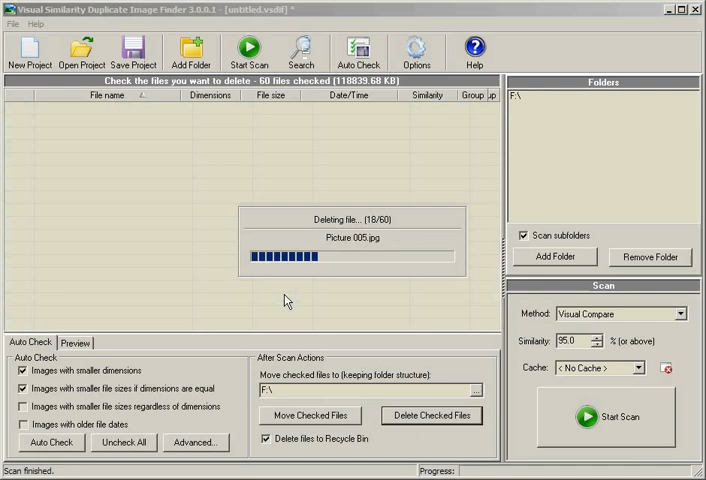 Visual Similarity Duplicate Image Finder 3.0.0.1 - [untitled.vsdif] *
File Help
New Project Open Project Save Project Add Folder Start Scan Search Auto Check Options Help
Check the files you want to delete - 60 files checked (118839.68 KB)
File name Dimensions File size Date/Time Similarity Group up
Deleting file... (18/60)
Picture 005.jpg
Folders
F:\
Scan subfolders
Add Folder Remove Folder
Scan
Method: Visual Compare
Similarity: 95.0 % (or above)
Cache: < No Cache >
Start Scan
Auto Check Preview
Auto Check
Images with smaller dimensions
Images with smaller file sizes if dimensions are equal
Images with smaller file sizes regardless of dimensions
Images with older file dates
Auto Check Uncheck All Advanced...
After Scan Actions
Move checked files to (keeping folder structure):
F:\ ...
Move Checked Files Delete Checked Files
Delete files to Recycle Bin
Scan finished. Progress: